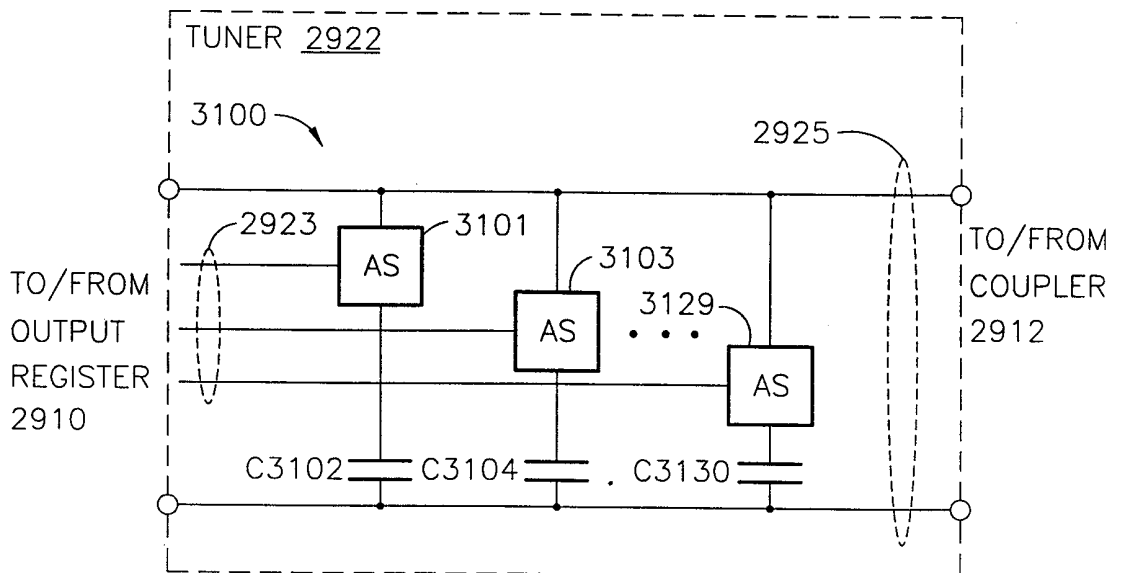 TUNER 2922
3100
2925
2923
3101
AS
3103
AS
3129
AS
TO/FROM
OUTPUT
REGISTER
2910
TO/FROM
COUPLER
2912
C3102
C3104
C3130